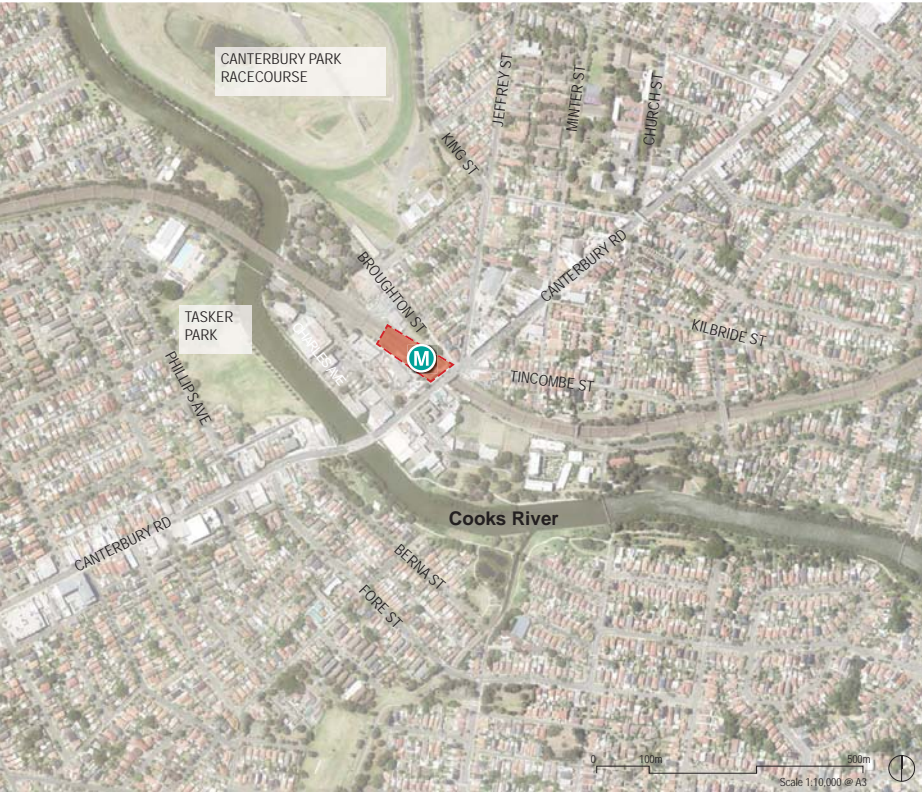 CANTERBURY PARK
RACECOURSE
JEFFREY ST
MINTER ST
CHURCH ST
KING ST
CANTERBURY RD
BROUGHTON ST
TASKER
PARK
KILBRIDE ST
M
TINCOMBE ST
PHILLIPS AVE
Cooks River
CANTERBURY RD
BERNA ST
FORE ST
0 100m 500m
Scale 1:10,000 @ A3